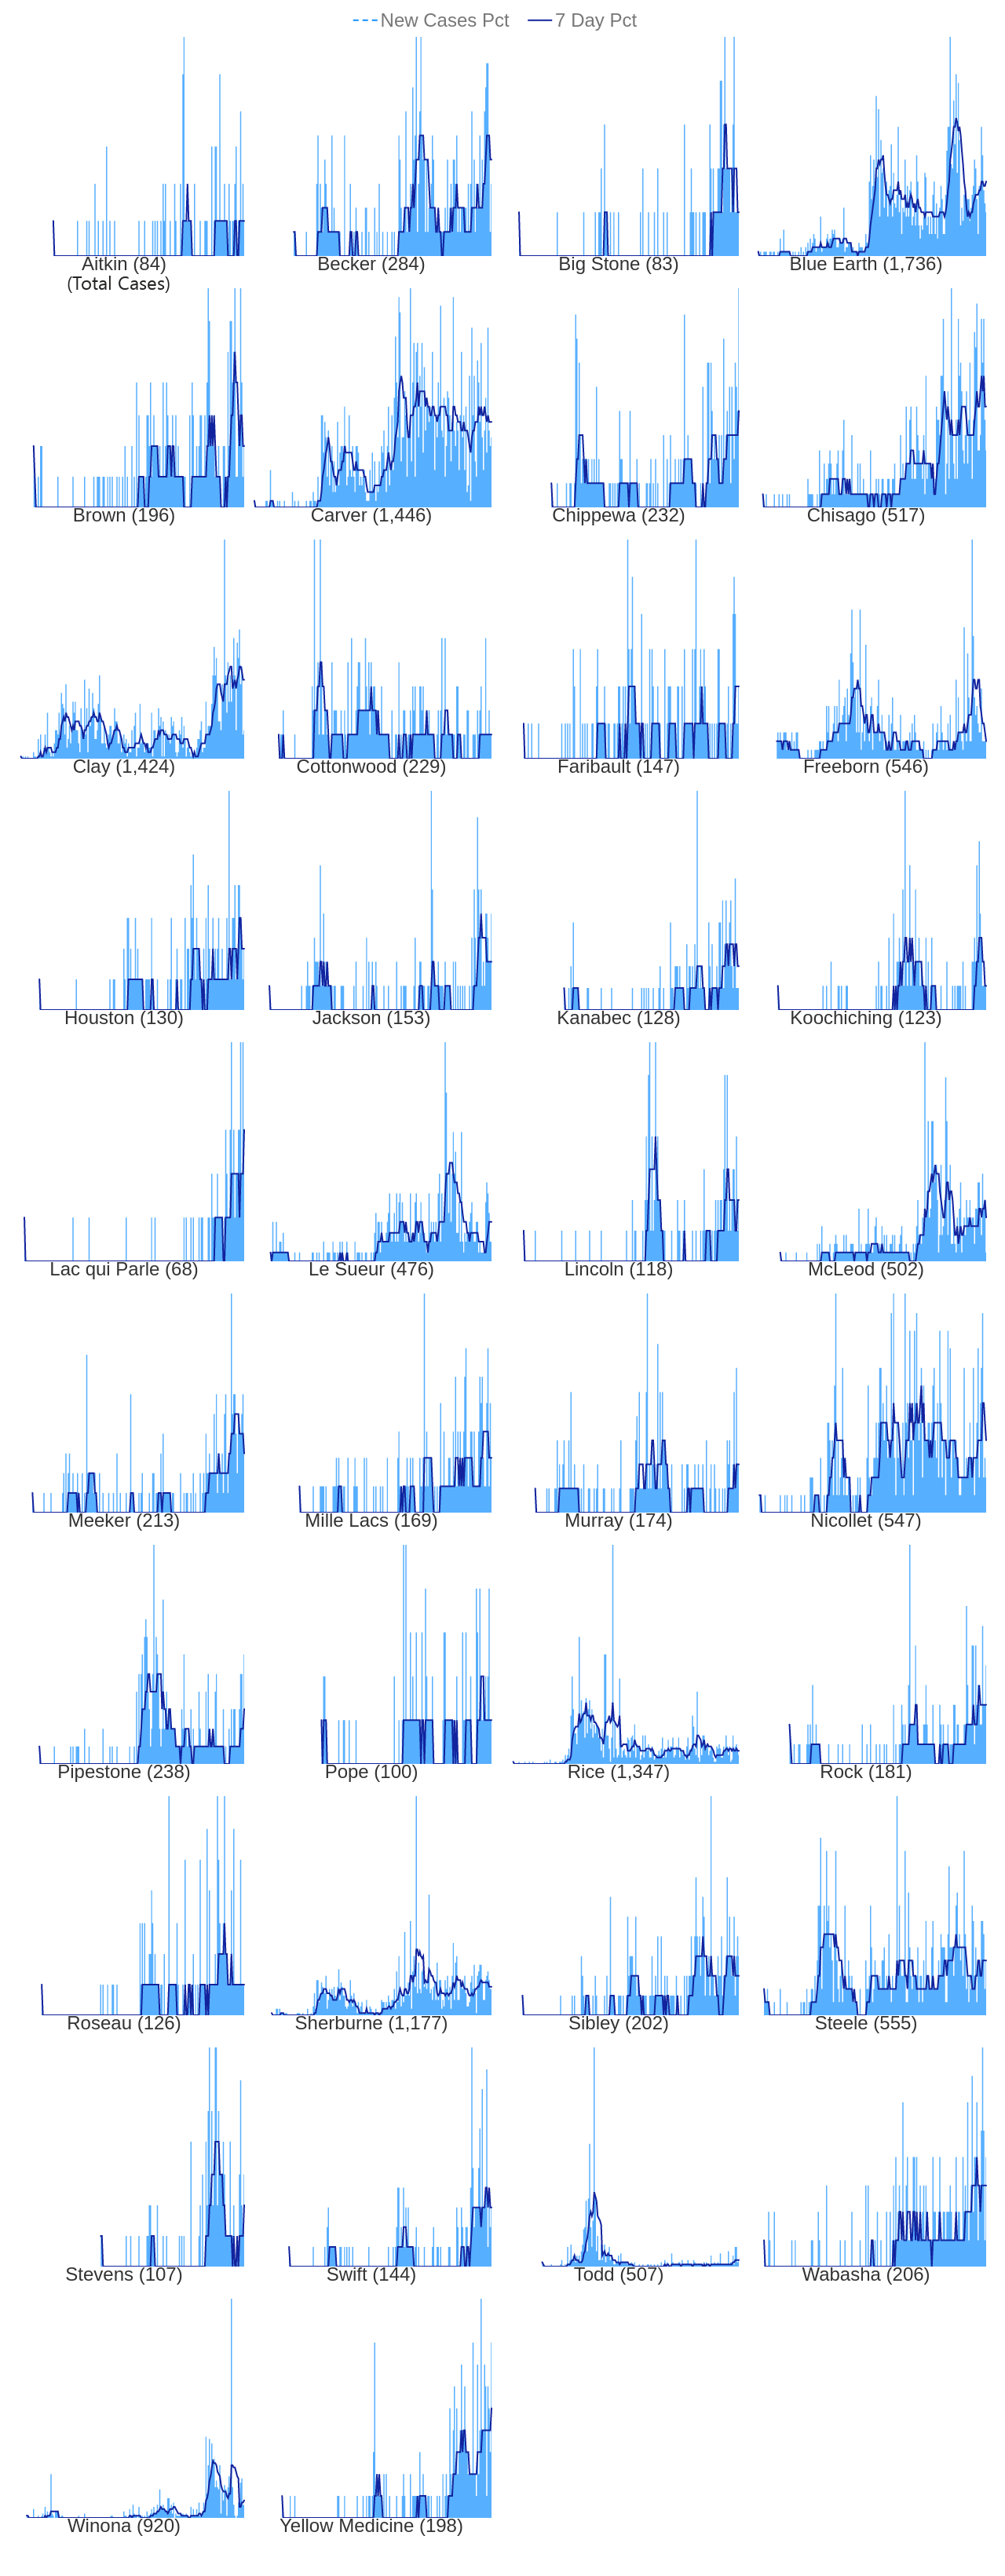 New Cases Pct 7 Day Pct
Aitkin (84) Becker (284) Big Stone (83) Blue Earth (1,736)
(Total Cases)
Brown (196) Carver (1,446) Chippewa (232) Chisago (517)
Clay (1,424) Cottonwood (229) Faribault (147) Freeborn (546)
Houston (130) Jackson (153) Kanabec (128) Koochiching (123)
Lac qui Parle (68) Le Sueur (476) Lincoln (118) McLeod (502)
Meeker (213) Mille Lacs (169) Murray (174) Nicollet (547)
Pipestone (238) Pope (100) Rice (1,347) Rock (181)
Roseau (126) Sherburne (1,177) Sibley (202) Steele (555)
Stevens (107) Swift (144) Todd (507) Wabasha (206)
Winona (920) Yellow Medicine (198)